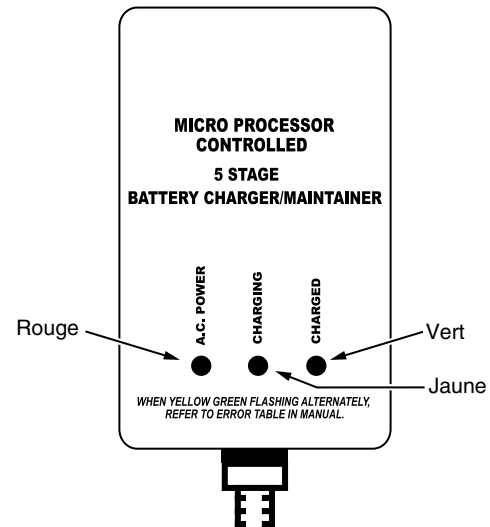 MICRO PROCESSOR
CONTROLLED
5 STAGE
BATTERY CHARGER/MAINTAINER
A.C. POWER
CHARGING
CHARGED
Rouge
Vert
Jaune
WHEN YELLOW GREEN FLASHING ALTERNATELY,
REFER TO ERROR TABLE IN MANUAL.